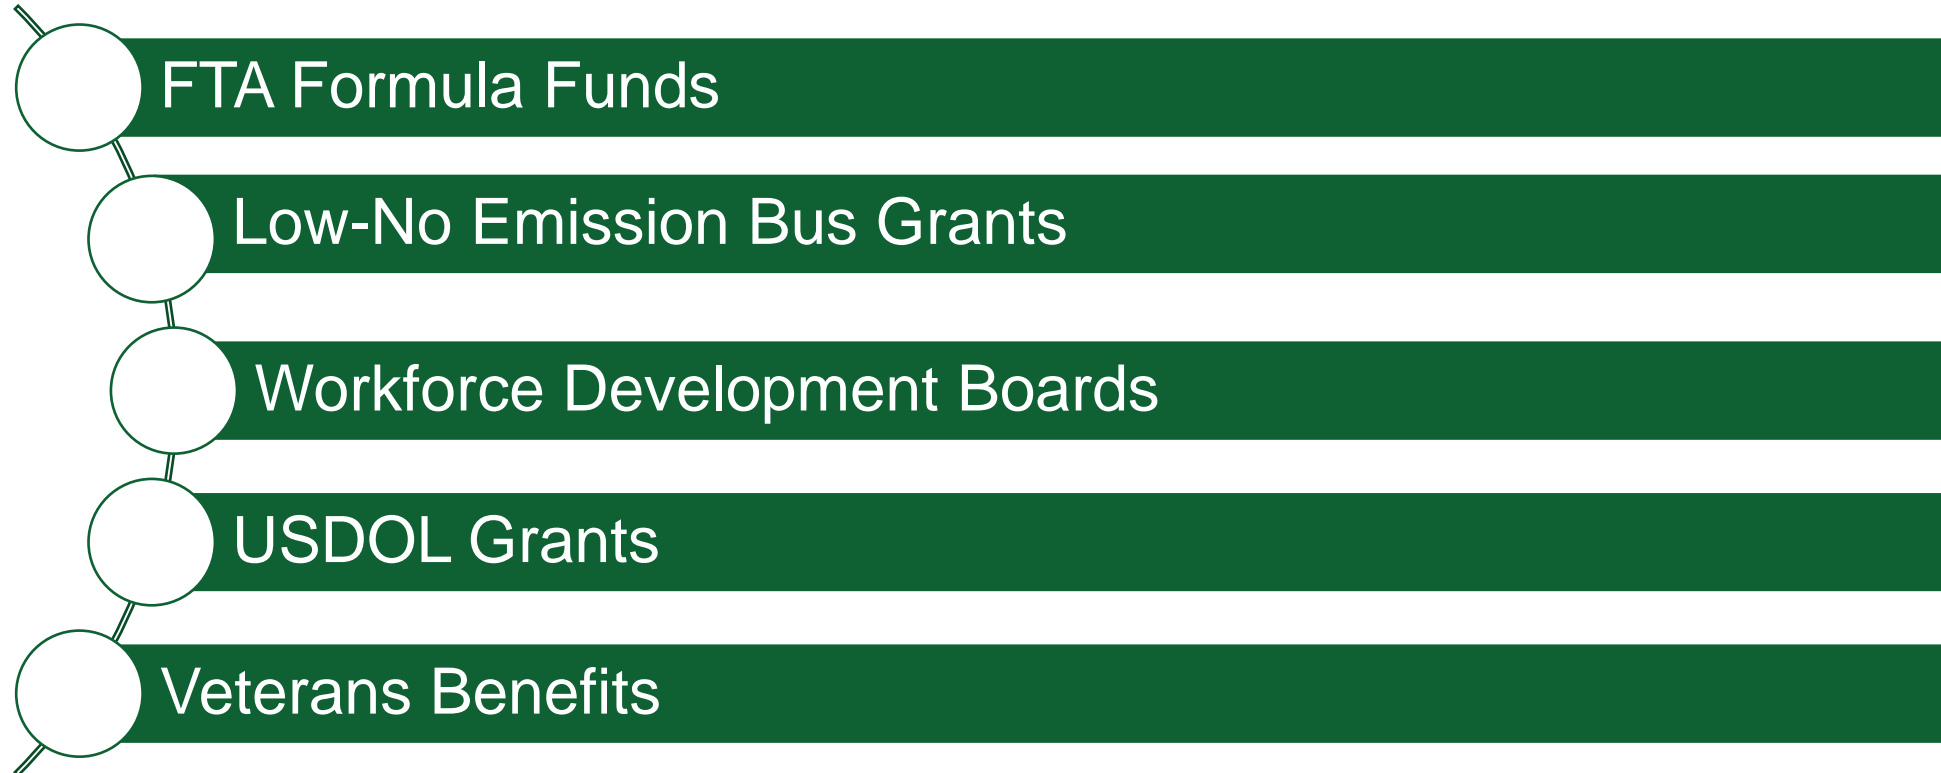 FTA Formula Funds
Low-No Emission Bus Grants
Workforce Development Boards
USDOL Grants
Veterans Benefits